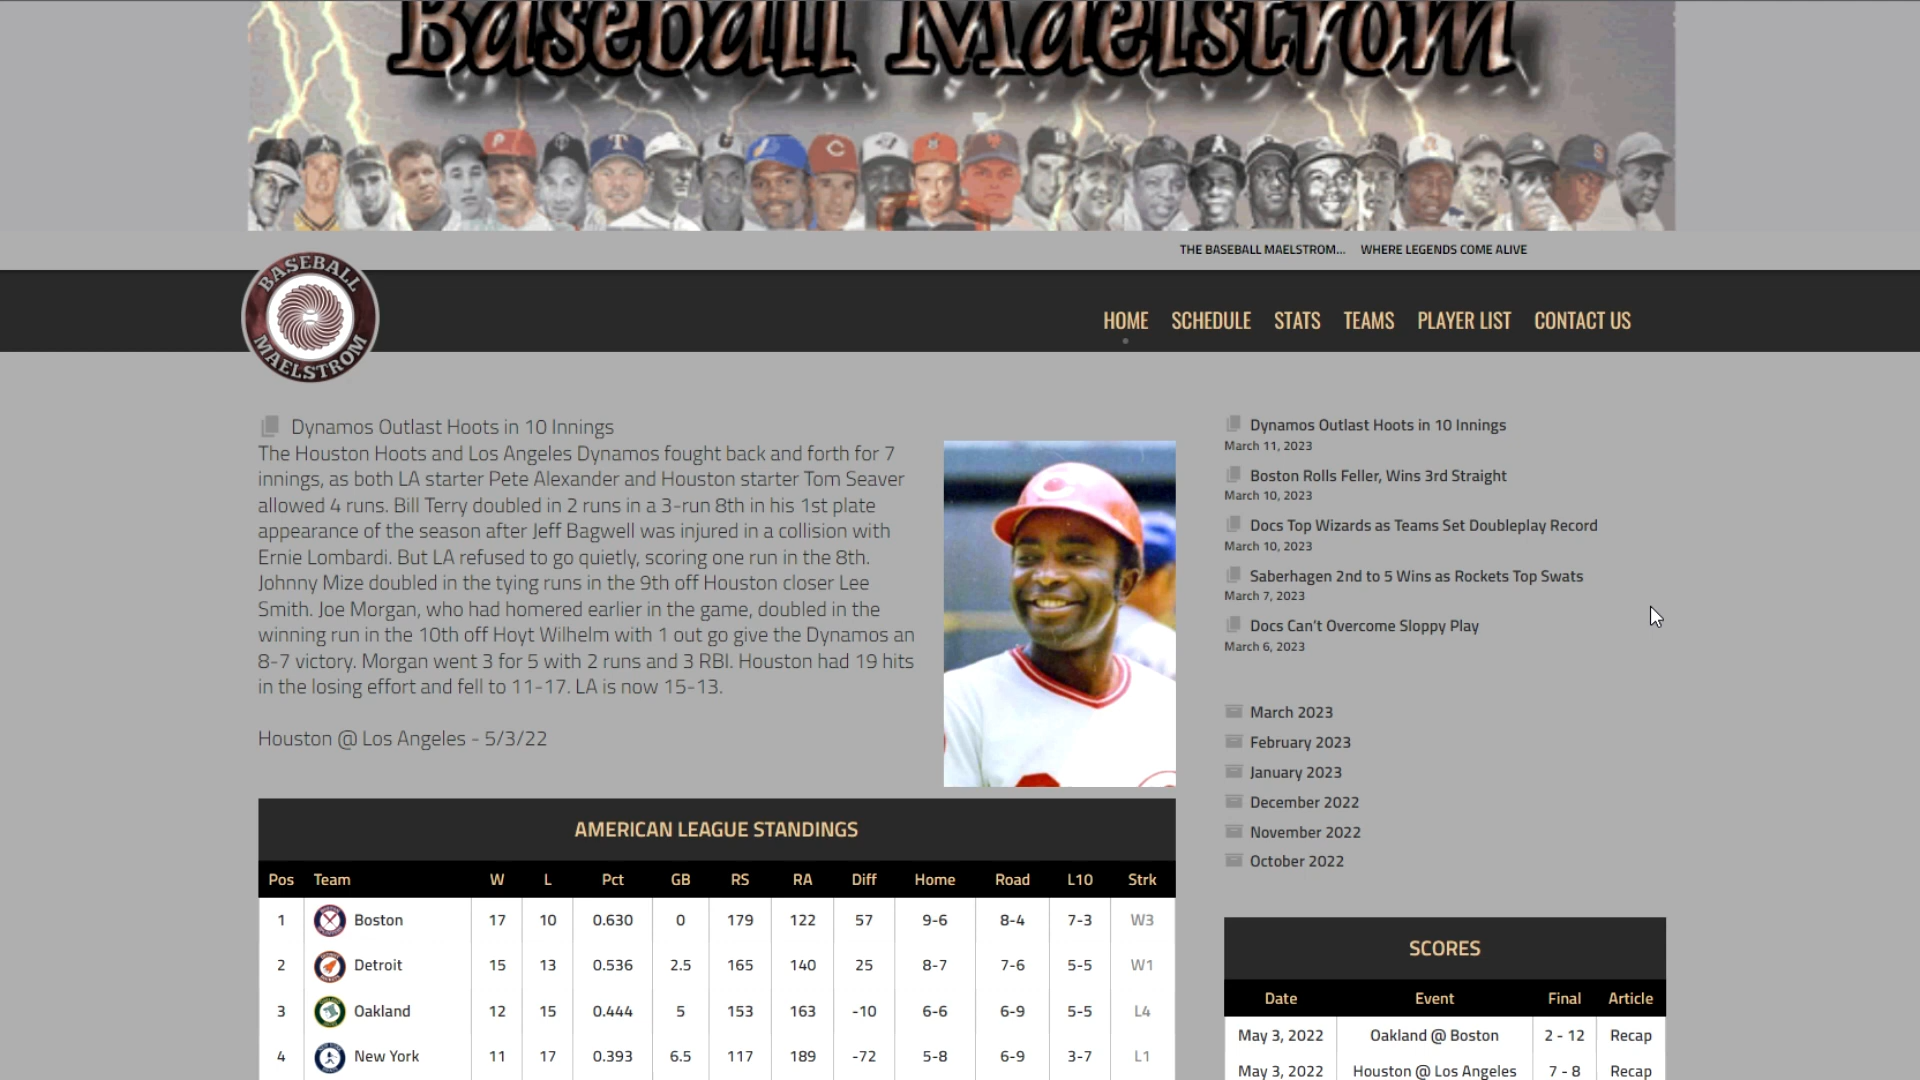 Baseball Maelstrom
THE BASEBALL MAELSTROM... WHERE LEGENDS COME ALIVE
BASEBALL
MAELSTROM
HOME SCHEDULE STATS TEAMS PLAYER LIST CONTACT US
Dynamos Outlast Hoots in 10 Innings
The Houston Hoots and Los Angeles Dynamos fought back and forth for 7
innings, as both LA starter Pete Alexander and Houston starter Tom Seaver
allowed 4 runs. Bill Terry doubled in 2 runs in a 3-run 8th in his 1st plate
appearance of the season after Jeff Bagwell was injured in a collision with
Ernie Lombardi. But LA refused to go quietly, scoring one run in the 8th.
Johnny Mize doubled in the tying runs in the 9th off Houston closer Lee
Smith. Joe Morgan, who had homered earlier in the game, doubled in the
winning run in the 10th off Hoyt Wilhelm with 1 out go give the Dynamos an
8-7 victory. Morgan went 3 for 5 with 2 runs and 3 RBI. Houston had 19 hits
in the losing effort and fell to 11-17. LA is now 15-13.
Houston @ Los Angeles - 5/3/22
AMERICAN LEAGUE STANDINGS
Pos Team W L Pct GB RS RA Diff Home Road L10 Strk
1 Boston 17 10 0.630 0 179 122 57 9-6 8-4 7-3 W3
2 Detroit 15 13 0.536 2.5 165 140 25 8-7 7-6 5-5 W1
3 Oakland 12 15 0.444 5 153 163 -10 6-6 6-9 5-5 L4
4 New York 11 17 0.393 6.5 117 189 -72 5-8 6-9 3-7 L1
Dynamos Outlast Hoots in 10 Innings
March 11, 2023
Boston Rolls Feller, Wins 3rd Straight
March 10, 2023
Docs Top Wizards as Teams Set Doubleplay Record
March 10, 2023
Saberhagen 2nd to 5 Wins as Rockets Top Swats
March 7, 2023
Docs Can't Overcome Sloppy Play
March 6, 2023
March 2023
February 2023
January 2023
December 2022
November 2022
October 2022
SCORES
Date Event Final Article
May 3, 2022 Oakland @ Boston 2 - 12 Recap
May 3, 2022 Houston @ Los Angeles 7 - 8 Recap